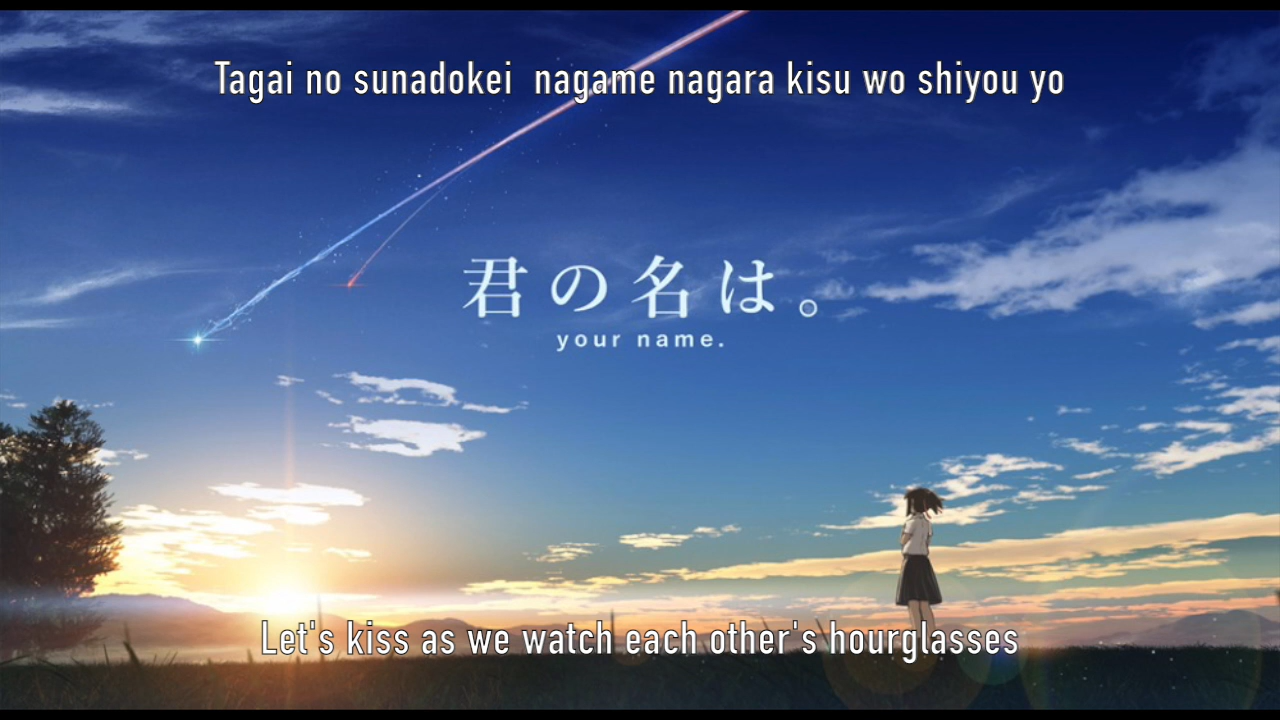 Tagai no sunadokei  nagame nagara kisu wo shiyou yo
君の名は。
your name.
Let's kiss as we watch each other's hourglasses